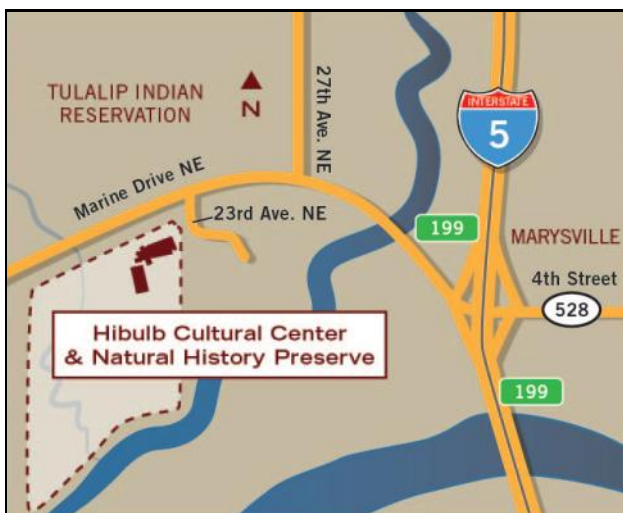 TULALIP INDIAN
RESERVATION
N
27th Ave. NE
INTERSTATE
5
Marine Drive NE
23rd Ave. NE
199
MARYSVILLE
4th Street
528
Hibulb Cultural Center
& Natural History Preserve
199